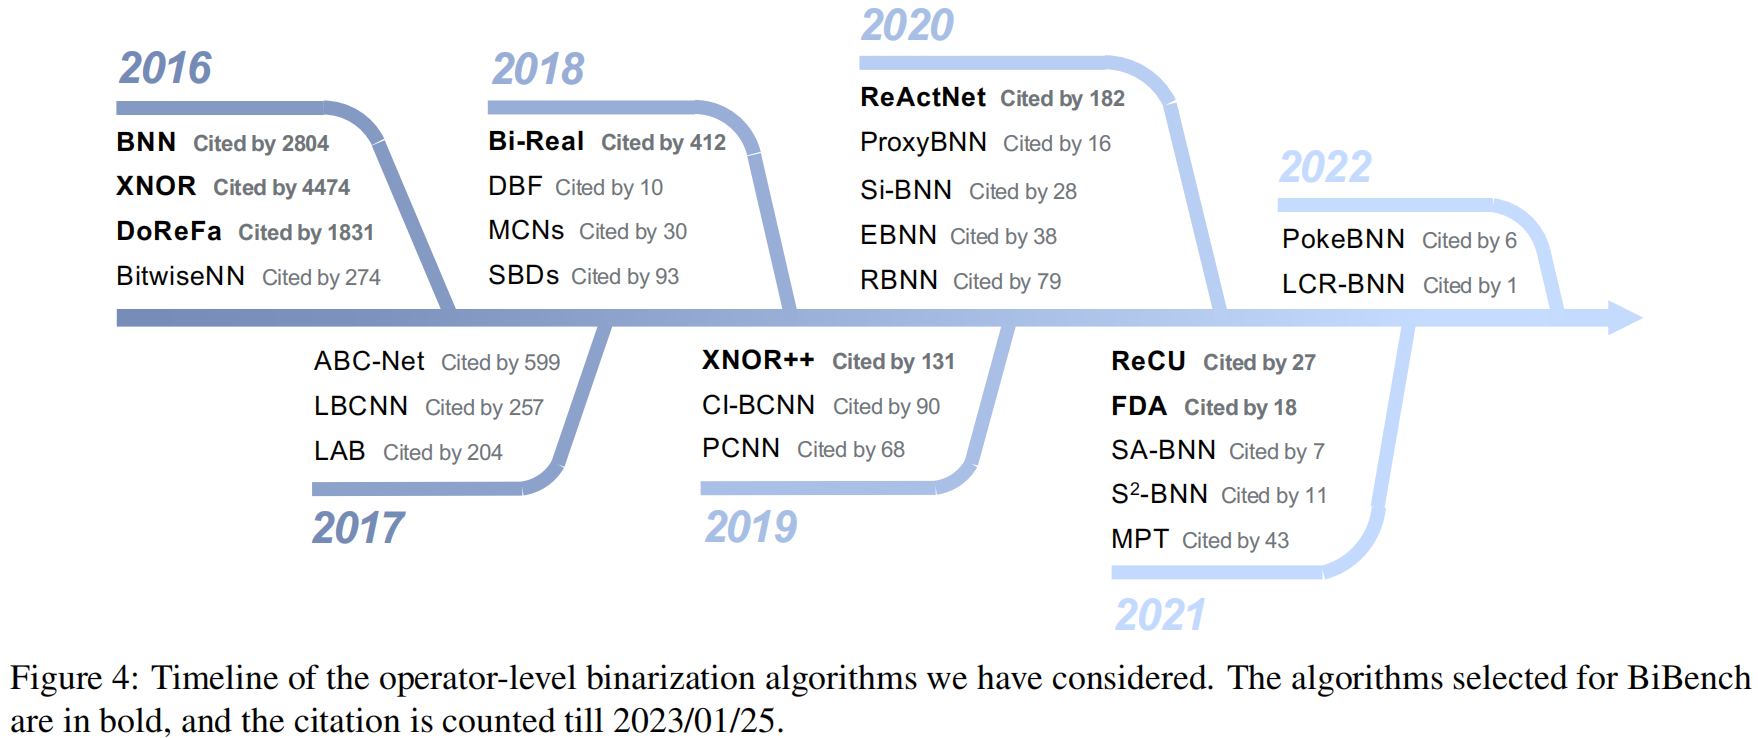 2016
BNN Cited by 2804
XNOR Cited by 4474
DoReFa Cited by 1831
BitwiseNN Cited by 274
ABC-Net Cited by 599
LBCNN Cited by 257
LAB Cited by 204
2017
2018
Bi-Real Cited by 412
DBF Cited by 10
MCNs Cited by 30
SBDs Cited by 93
XNOR++ Cited by 131
CI-BCNN Cited by 90
PCNN Cited by 68
2019
2020
ReActNet Cited by 182
ProxyBNN Cited by 16
Si-BNN Cited by 28
EBNN Cited by 38
RBNN Cited by 79
ReCU Cited by 27
FDA Cited by 18
SA-BNN Cited by 7
S²-BNN Cited by 11
MPT Cited by 43
2021
2022
PokeBNN Cited by 6
LCR-BNN Cited by 1
Figure 4: Timeline of the operator-level binarization algorithms we have considered. The algorithms selected for BiBench
are in bold, and the citation is counted till 2023/01/25.